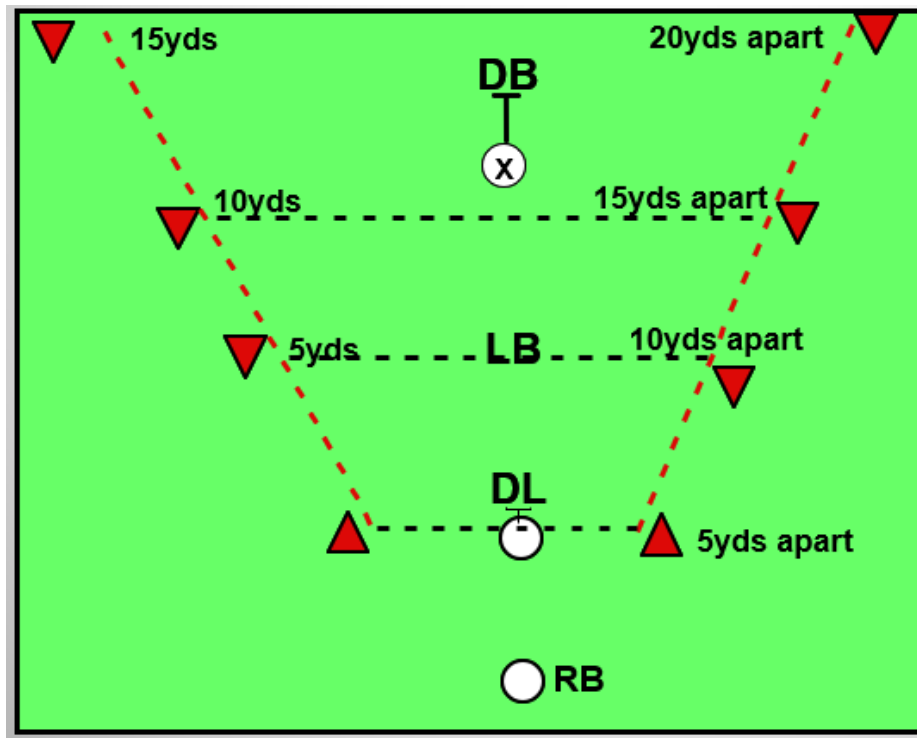 15yds
20yds apart
DB
X
10yds
15yds apart
5yds
LB
10yds apart
DL
5yds apart
RB